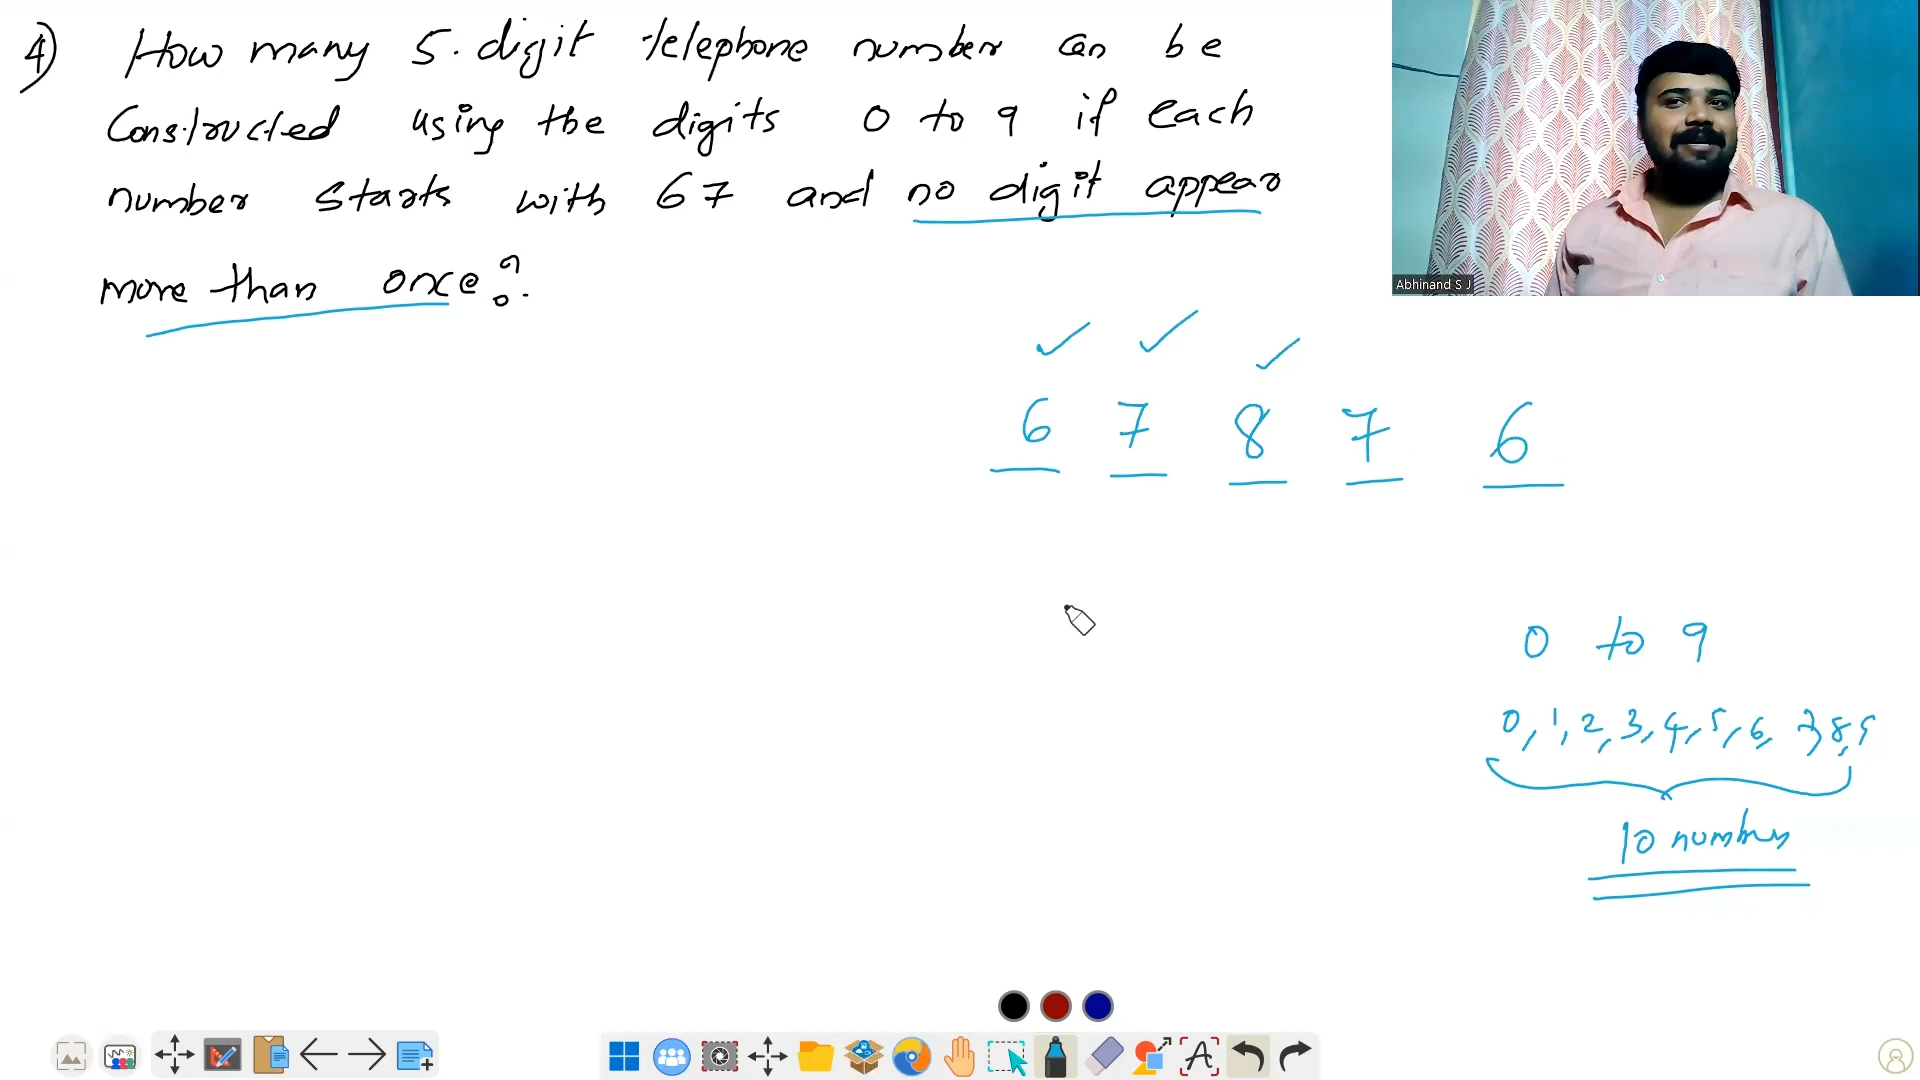 4) How many 5-digit telephone number can be
Constructed using the digits 0 to 9 if each
number starts with 67 and no digit appear
more than once?
Abhinand S J
6 7 8 7 6
0 to 9
0, 1, 2, 3, 4, 5, 6, 7, 8, 9
10 numbers